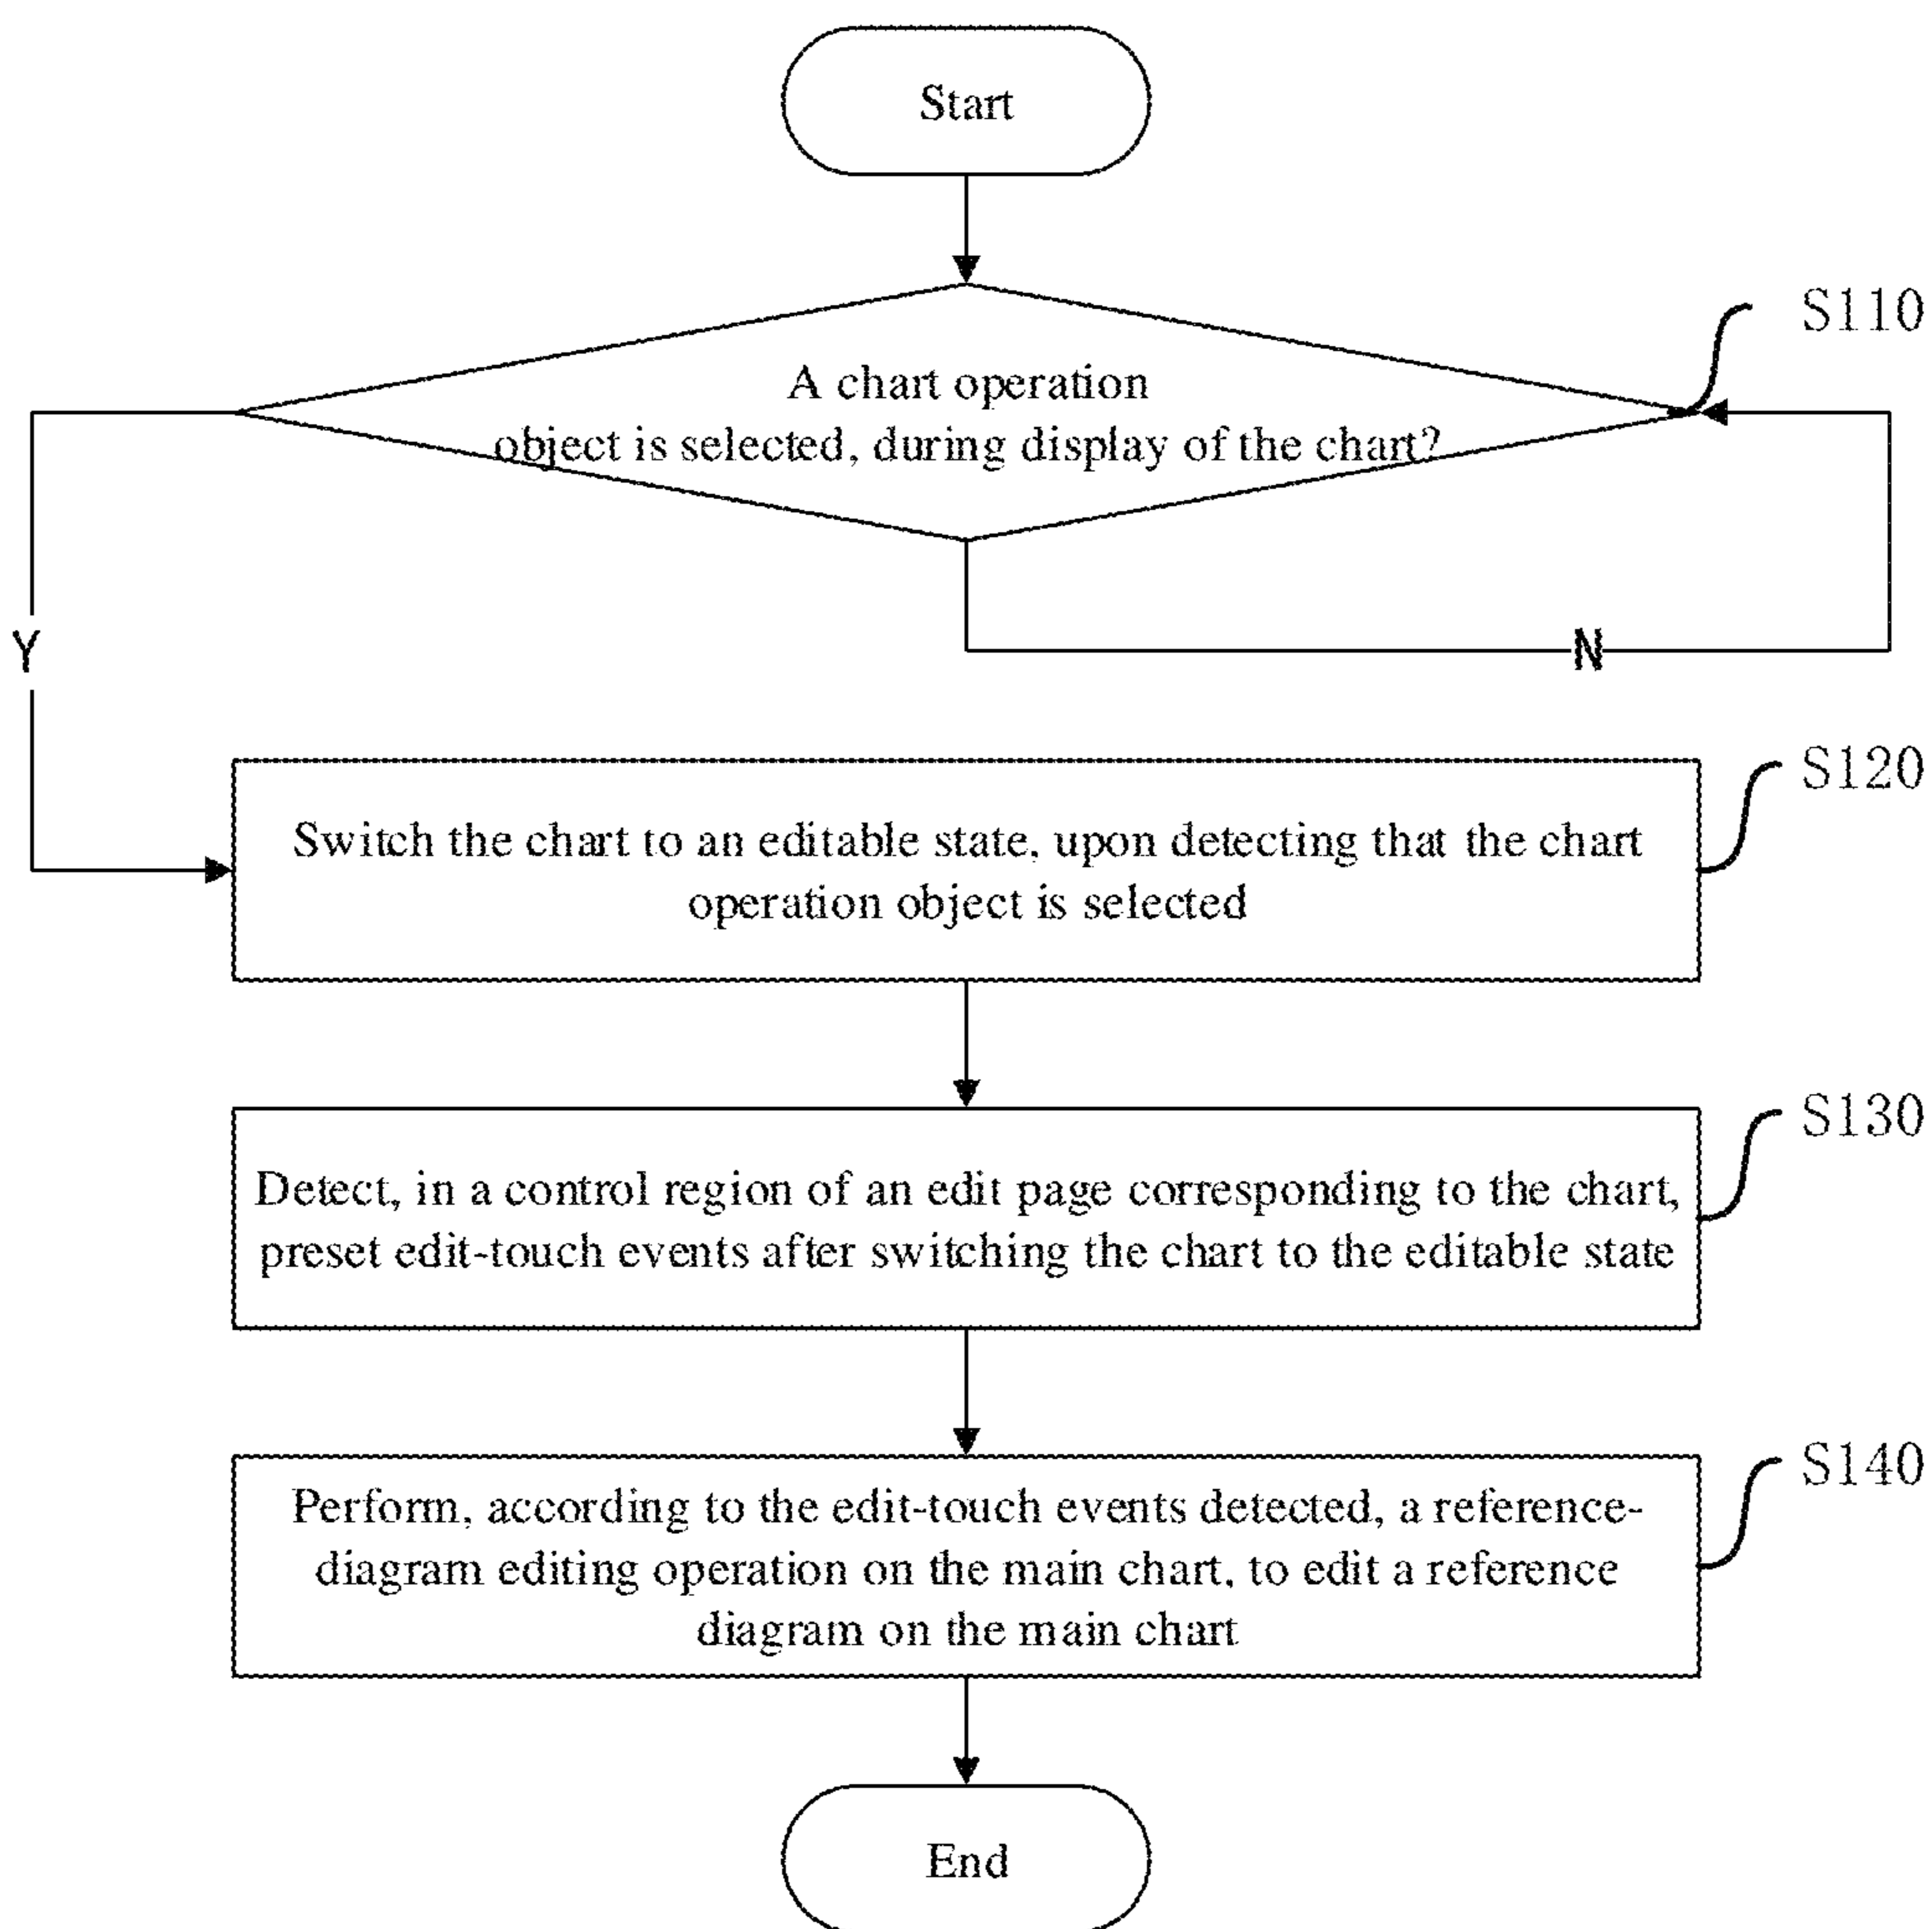 Start
S110
A chart operation
object is selected, during display of the chart?
Y
N
S120
Switch the chart to an editable state, upon detecting that the chart
operation object is selected
S130
Detect, in a control region of an edit page corresponding to the chart,
preset edit-touch events after switching the chart to the editable state
S140
Perform, according to the edit-touch events detected, a reference-
diagram editing operation on the main chart, to edit a reference
diagram on the main chart
End